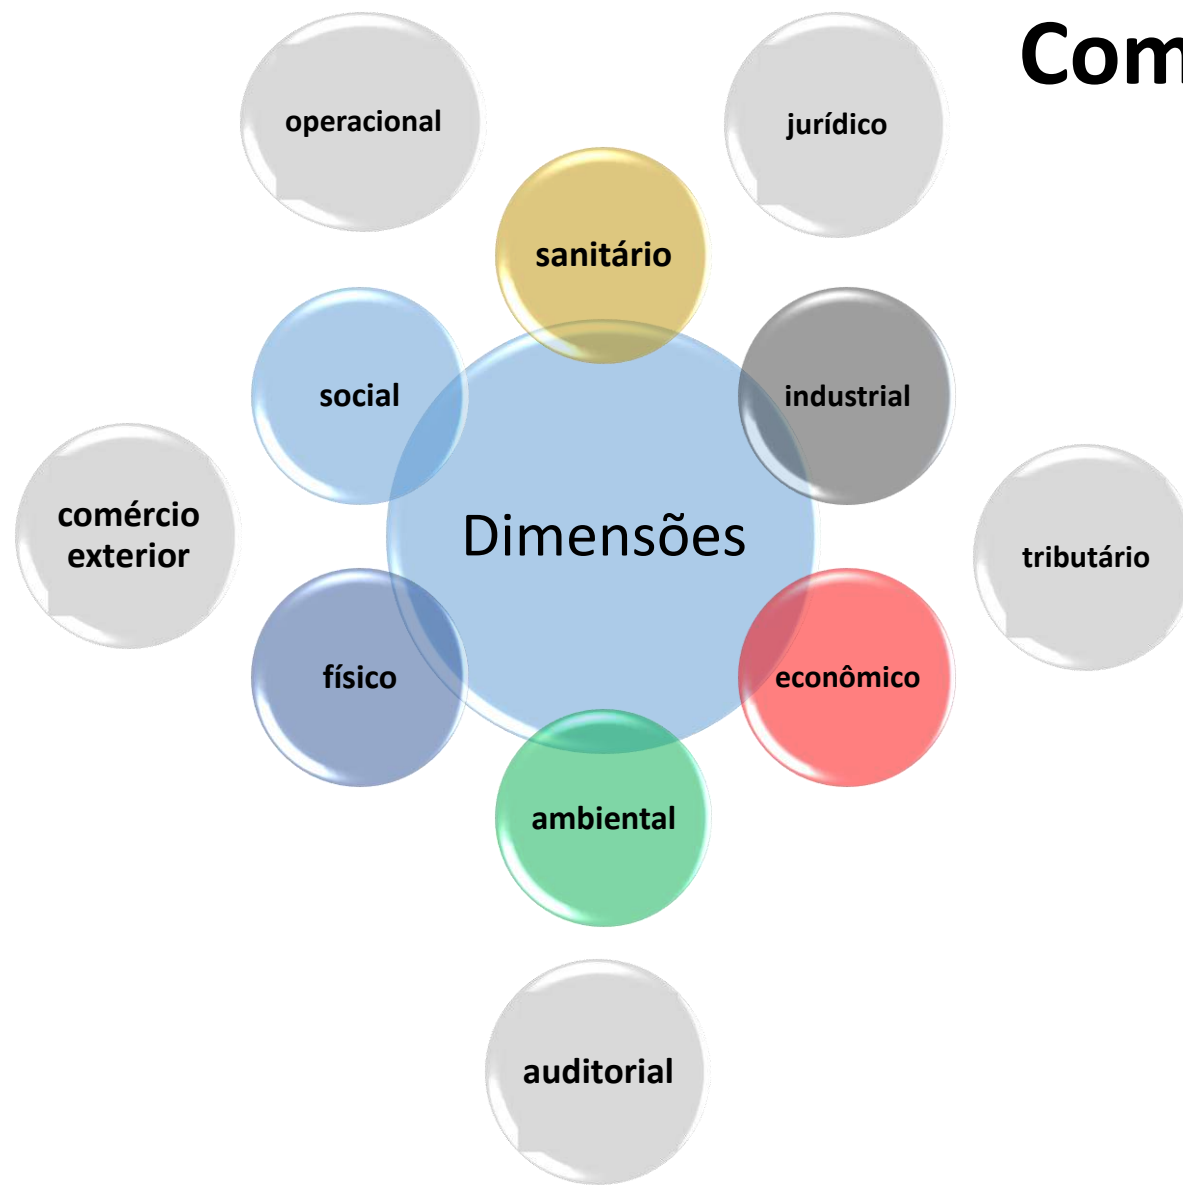 Com
operacional
jurídico
sanitário
social
industrial
comércio
exterior
Dimensões
tributário
físico
econômico
ambiental
auditorial